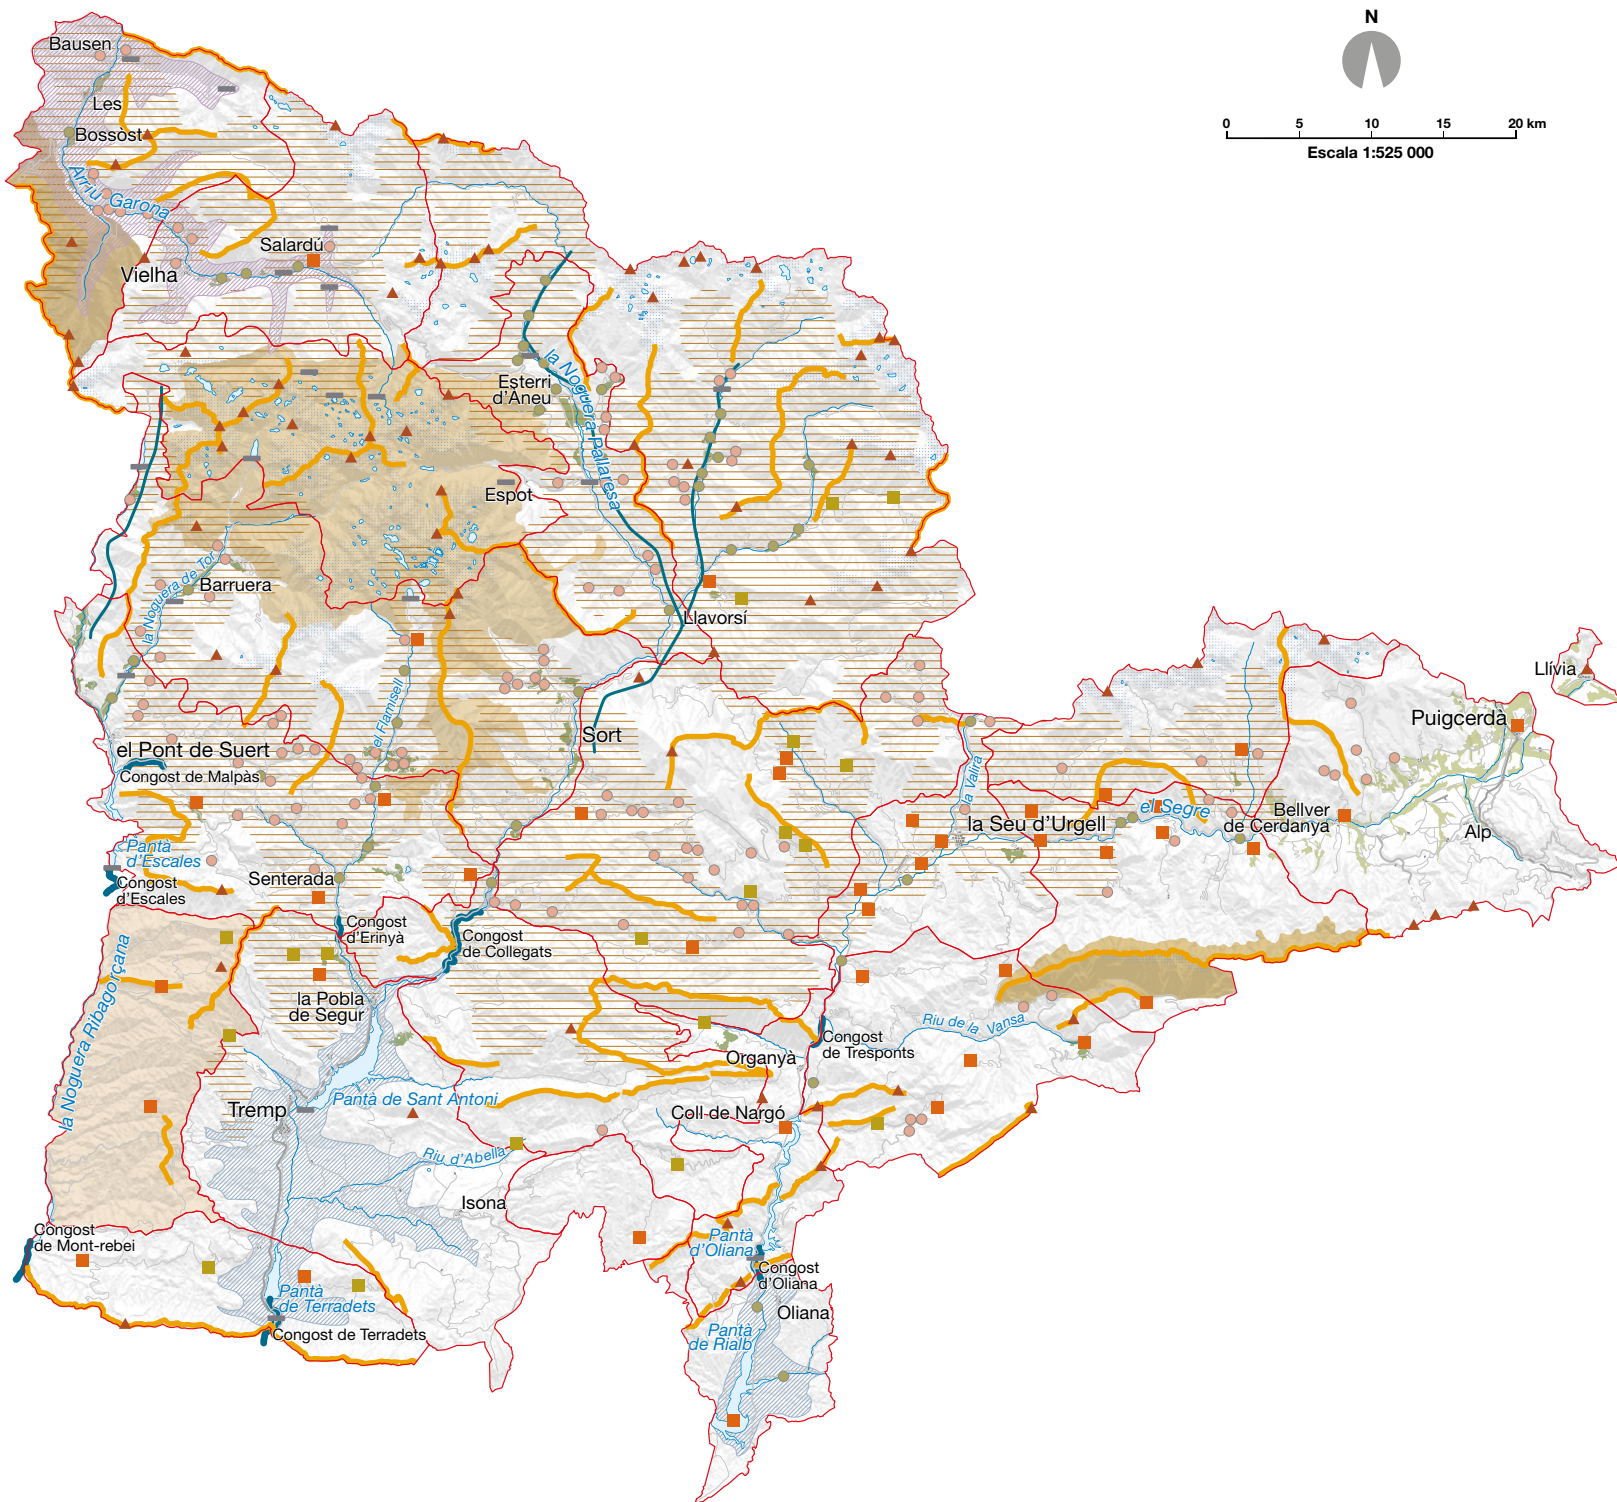 N
0 5 10 15 20 km
Escala 1:525 000
Bausen
Les
Bossòst
Arriu Garona
Salardú
Vielha
la Noguera Pallaresa
Esterri
d'Àneu
Espot
la Noguera de Tor
Barruera
Llavorsí
Llívia
Puigcerdà
el Flamisell
Sort
el Pont de Suert
Congost de Malpàs
la Valira
el Segre
Bellver
de Cerdanya
la Seu d'Urgell
Alp
Pantà
d'Escales
Congost
d'Escales
Senterada
Congost
d'Erinyà
Congost
de Collegats
la Noguera Ribagorçana
la Pobla
de Segur
Riu de la Vansa
Congost
de Tresponts
Organyà
Pantà de Sant Antoni
Tremp
Coll de Nargó
Riu d'Abella
Isona
Congost
de Mont-rebei
Pantà
d'Oliana
Congost
d'Oliana
Pantà
de Terradets
Oliana
Congost de Terradets
Pantà
de Rialb